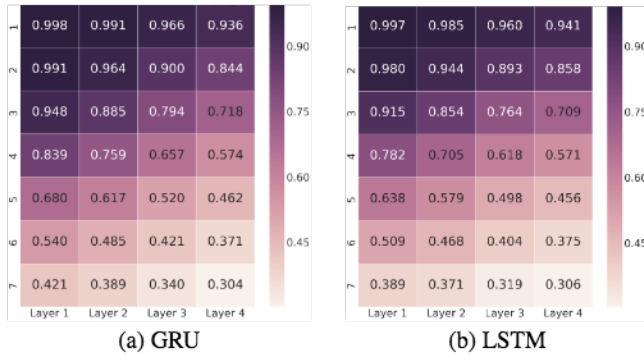 1 0.998 0.991 0.966 0.936
2 0.991 0.964 0.900 0.844
3 0.948 0.885 0.794 0.718
4 0.839 0.759 0.657 0.574
5 0.680 0.617 0.520 0.462
6 0.540 0.485 0.421 0.371
7 0.421 0.389 0.340 0.304
Layer 1 Layer 2 Layer 3 Layer 4
0.90
0.75
0.60
0.45
(a) GRU
1 0.997 0.985 0.960 0.941
2 0.980 0.944 0.893 0.858
3 0.915 0.854 0.764 0.709
4 0.782 0.705 0.618 0.571
5 0.638 0.579 0.498 0.456
6 0.509 0.468 0.404 0.375
7 0.389 0.371 0.319 0.306
Layer 1 Layer 2 Layer 3 Layer 4
0.90
0.75
0.60
0.45
(b) LSTM